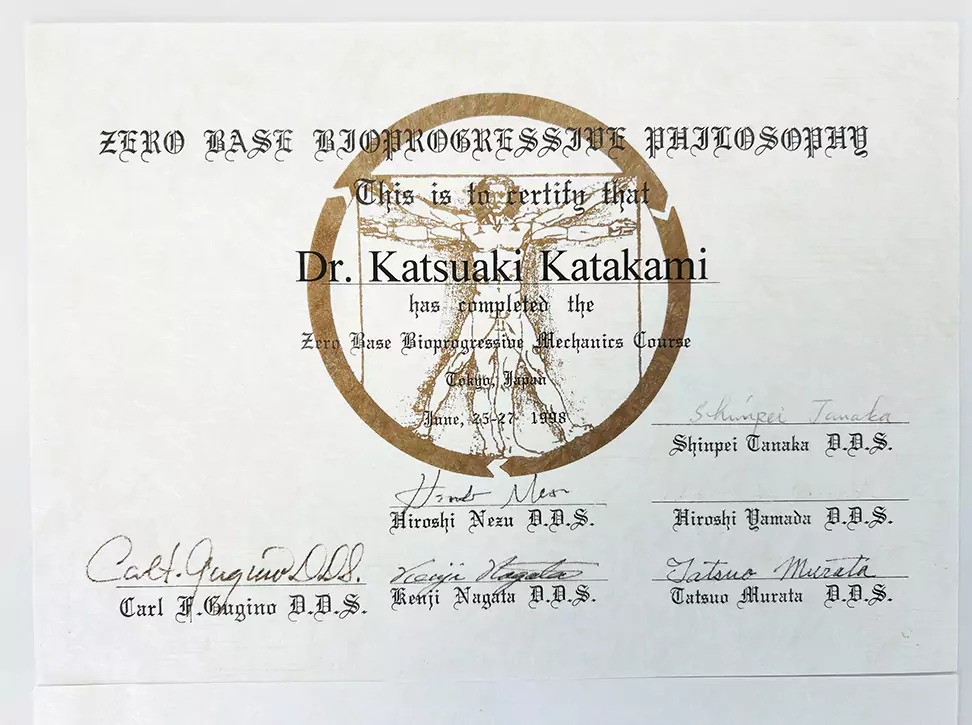 ZERO BASE BIOPROGRESSIVE PHILOSOPHY
This is to certify that
Dr. Katsuaki Katakami
has completed the
Zero Base Bioprogressive Mechanics Course
Tokyo, Japan
June, 25-27 1998
Shinpei Tanaka
Shinpei Tanaka D.D.S.
Hiroshi Nezu D.D.S.
Hiroshi Yamada D.D.S.
Carl F. Gugino D.D.S.
Carl F.Gugino D.D.S.
Kenji Nagata
Kenji Nagata D.D.S.
Tatsuo Murata
Tatsuo Murata D.D.S.